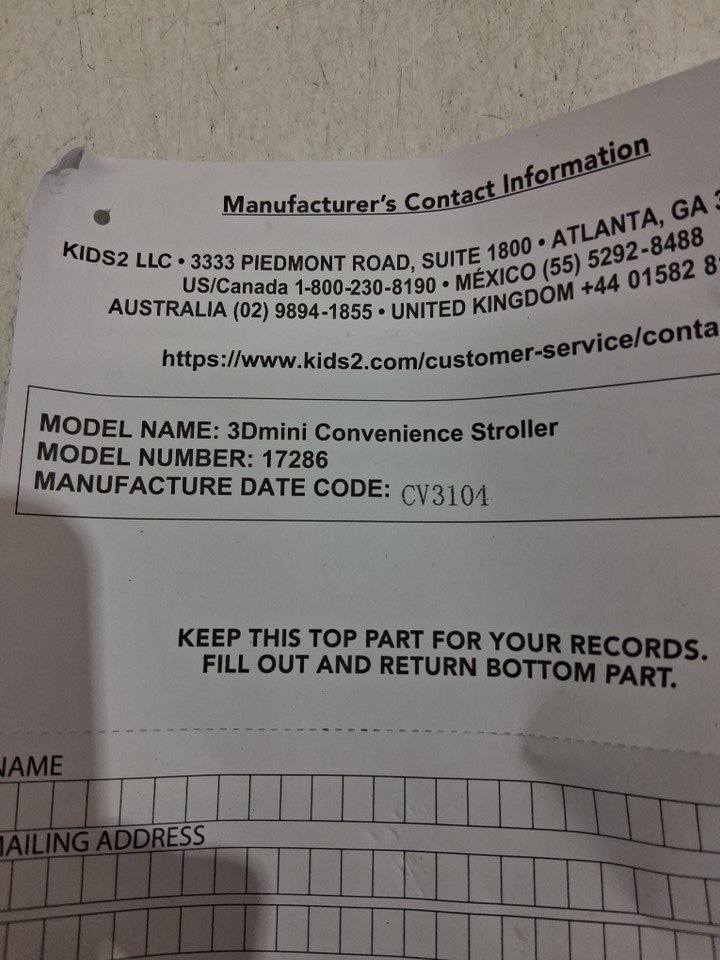 Manufacturer's Contact Information
KIDS2 LLC • 3333 PIEDMONT ROAD, SUITE 1800 • ATLANTA, GA
US/Canada 1-800-230-8190 • MÉXICO (55) 5292-8488
AUSTRALIA (02) 9894-1855 • UNITED KINGDOM +44 01582
https://www.kids2.com/customer-service/conta
MODEL NAME: 3Dmini Convenience Stroller
MODEL NUMBER: 17286
MANUFACTURE DATE CODE: CV3104
KEEP THIS TOP PART FOR YOUR RECORDS.
FILL OUT AND RETURN BOTTOM PART.
NAME
MAILING ADDRESS